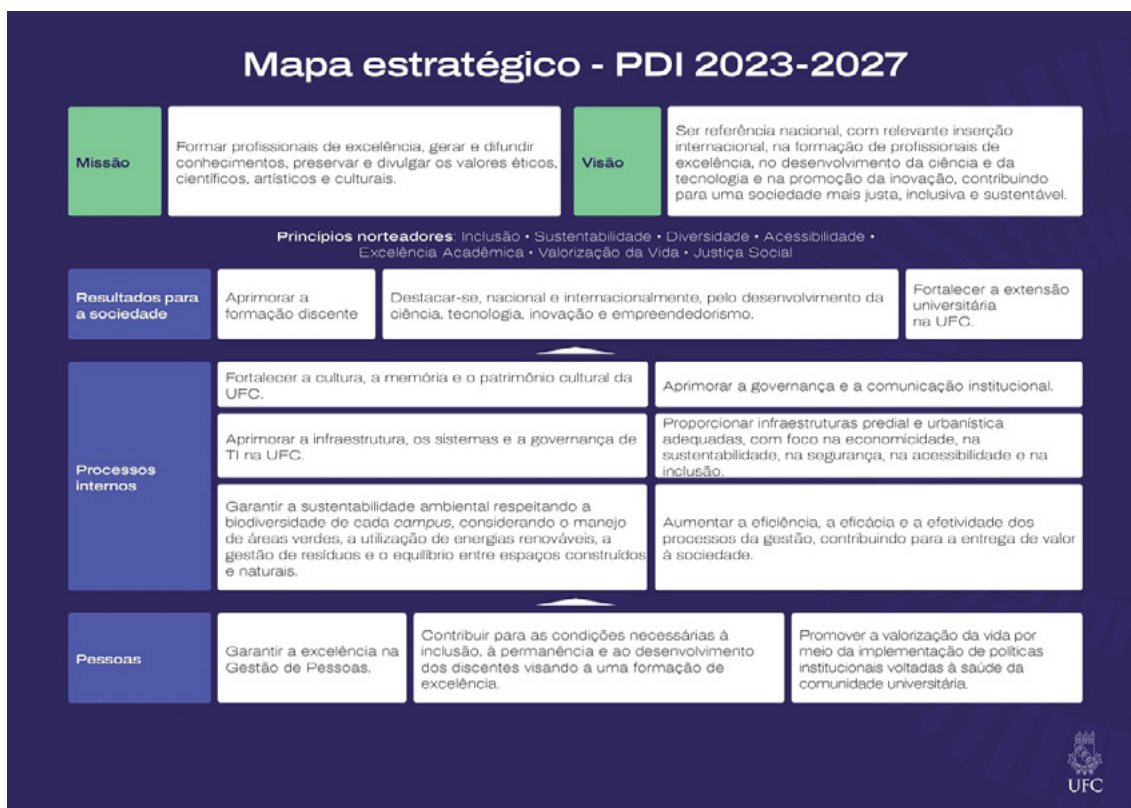 Mapa estratégico - PDI 2023-2027
Missão
Formar profissionais de excelência, gerar e difundir
conhecimentos, preservar e divulgar os valores éticos,
científicos, artísticos e culturais.
Visão
Ser referência nacional, com relevante inserção
internacional, na formação de profissionais de
excelência, no desenvolvimento da ciência e da
tecnologia e na promoção da inovação, contribuindo
para uma sociedade mais justa, inclusiva e sustentável.
Princípios norteadores: Inclusão • Sustentabilidade • Diversidade • Acessibilidade •
Excelência Acadêmica • Valorização da Vida • Justiça Social
Resultados para
a sociedade
Aprimorar a
formação discente
Destacar-se, nacional e internacionalmente, pelo desenvolvimento da
ciência, tecnologia, inovação e empreendedorismo.
Fortalecer a extensão
universitária
na UFC.
Processos
internos
Fortalecer a cultura, a memória e o patrimônio cultural da
UFC.
Aprimorar a governança e a comunicação institucional.
Aprimorar a infraestrutura, os sistemas e a governança de
TI na UFC.
Proporcionar infraestruturas predial e urbanística
adequadas, com foco na economicidade, na
sustentabilidade, na segurança, na acessibilidade e na
inclusão.
Garantir a sustentabilidade ambiental respeitando a
biodiversidade de cada campus, considerando o manejo
de áreas verdes, a utilização de energias renováveis, a
gestão de resíduos e o equilíbrio entre espaços construídos
e naturais.
Aumentar a eficiência, a eficácia e a efetividade dos
processos da gestão, contribuindo para a entrega de valor
à sociedade.
Pessoas
Garantir a excelência na
Gestão de Pessoas.
Contribuir para as condições necessárias à
inclusão, à permanência e ao desenvolvimento
dos discentes visando a uma formação de
excelência.
Promover a valorização da vida por
meio da implementação de políticas
institucionais voltadas à saúde da
comunidade universitária.
UFC